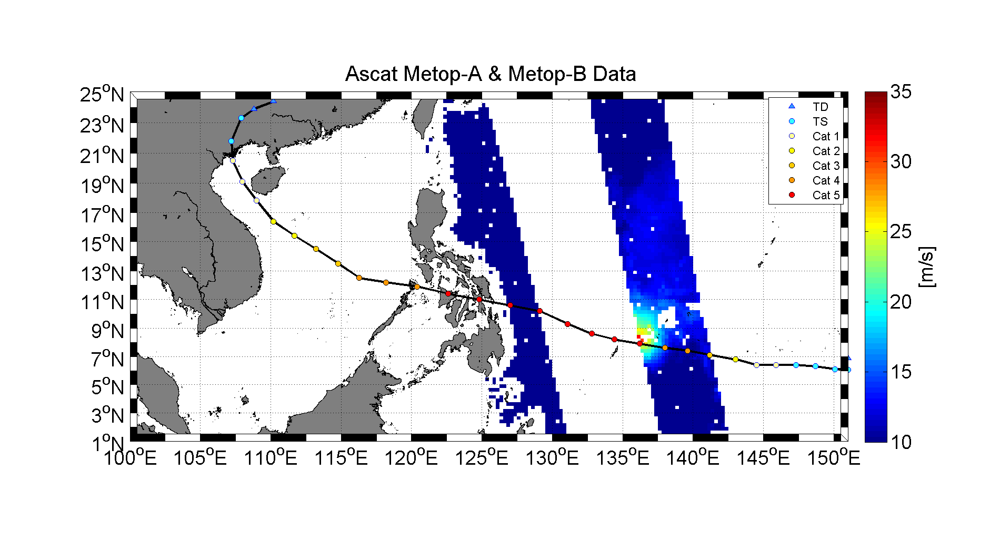 Ascat Metop-A & Metop-B Data
25°N
23°N
21°N
19°N
17°N
15°N
13°N
11°N
9°N
7°N
5°N
3°N
1°N
100°E 105°E 110°E 115°E 120°E 125°E 130°E 135°E 140°E 145°E 150°E
TD
TS
Cat 1
Cat 2
Cat 3
Cat 4
Cat 5
35
30
25
20
15
10
[m/s]